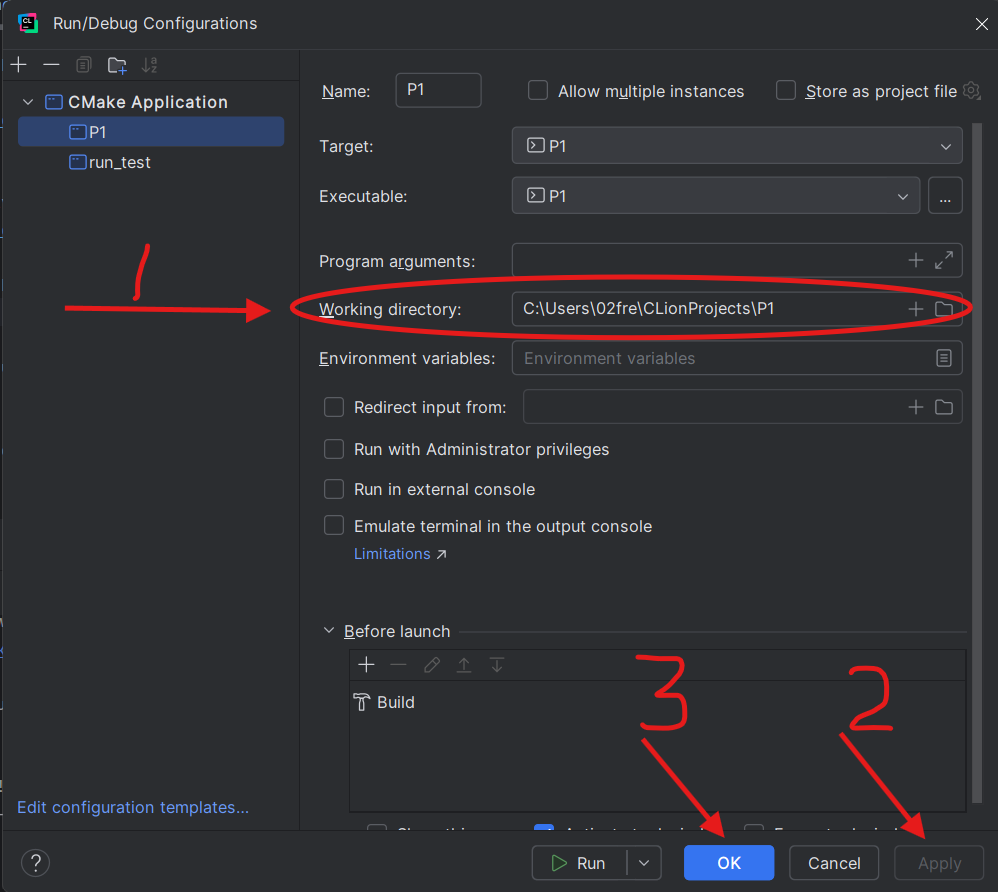 CL
Run/Debug Configurations
CMake Application
P1
run_test
Name: P1
Allow multiple instances
Store as project file
Target: P1
Executable: P1 ...
Program arguments:
1
Working directory: C:\Users\02fre\CLionProjects\P1
Environment variables: Environment variables
Redirect input from:
Run with Administrator privileges
Run in external console
Emulate terminal in the output console
Limitations
Before launch
Build
3
2
Edit configuration templates...
?
Run
OK
Cancel
Apply